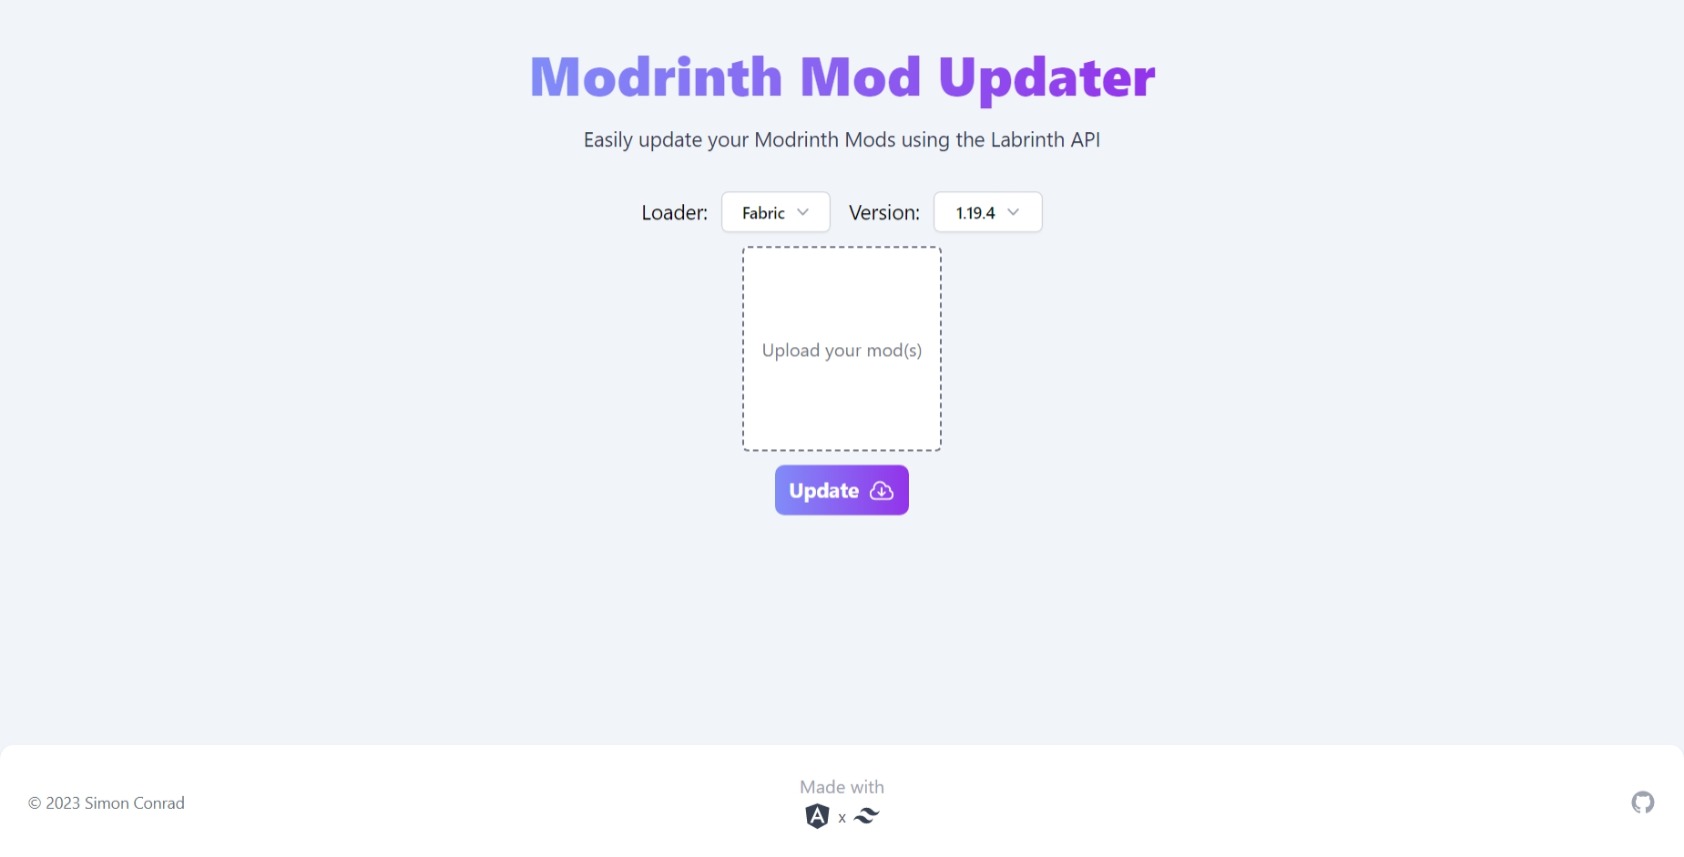 Modrinth Mod Updater
Easily update your Modrinth Mods using the Labrinth API
Loader: Fabric Version: 1.19.4
Upload your mod(s)
Update
Made with
© 2023 Simon Conrad
A x